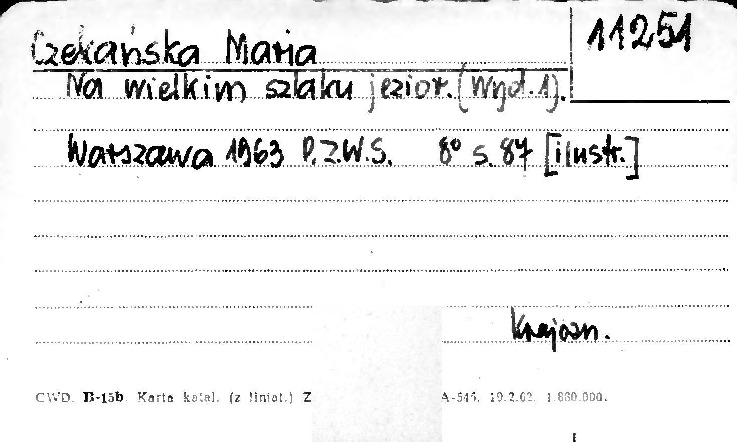 Czekańska Maria
11251
Na wielkim szlaku jezior. (Wyd. 1).
Warszawa 1963 P.Z.W.S. 8° s. 87 [ilustr.]
Krajozn.
CWD. B-15b Karta katal. (z liniat.) Z A-545. 19.2.62. 1.860.000.